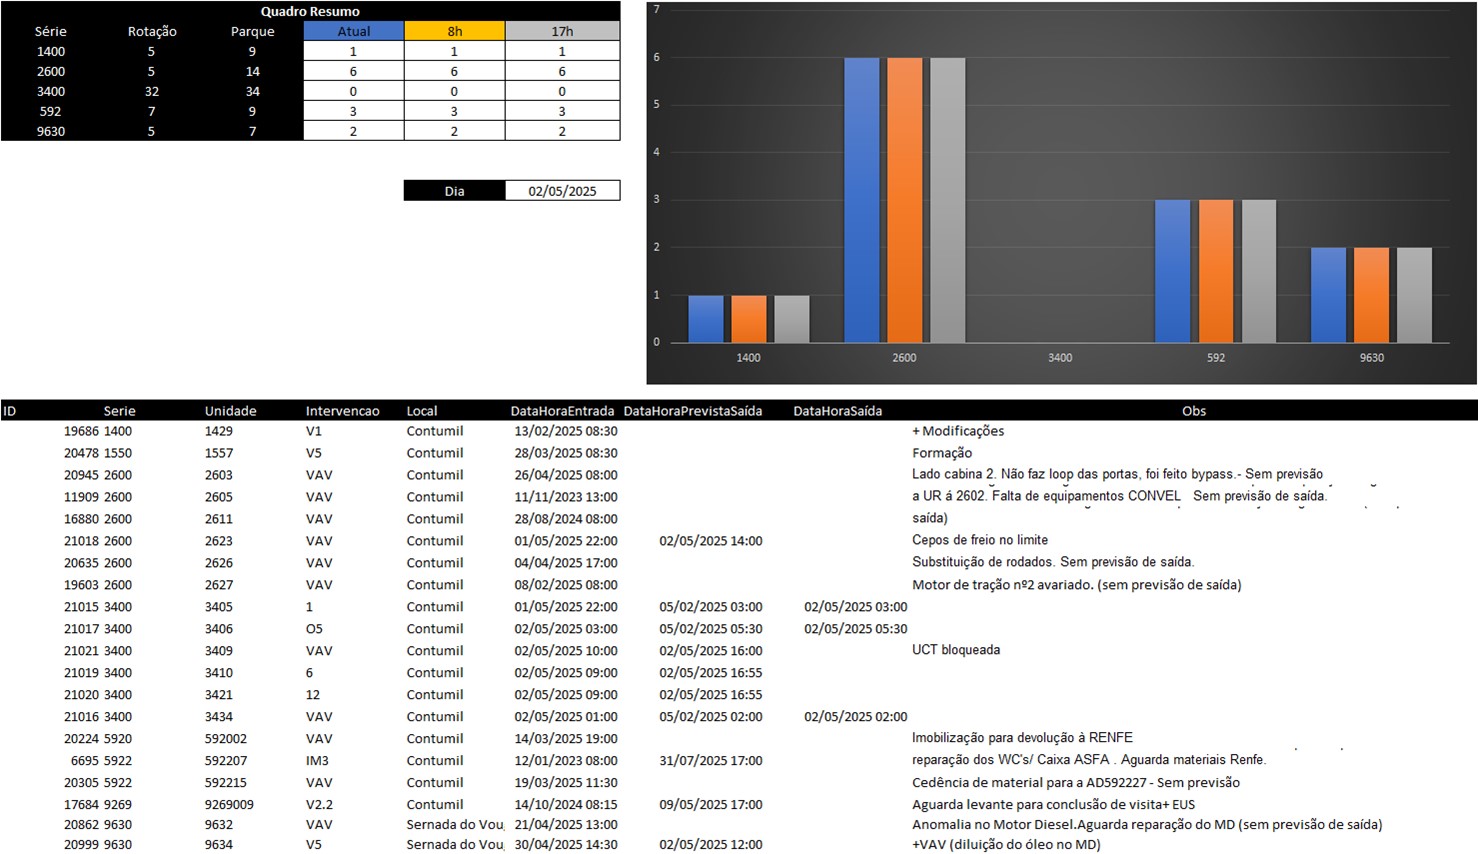 Quadro Resumo
Série Rotação Parque Atual 8h 17h
1400 5 9 1 1 1
2600 5 14 6 6 6
3400 32 34 0 0 0
592 7 9 3 3 3
9630 5 7 2 2 2
Dia 02/05/2025
7
6
5
4
3
2
1
0
1400 2600 3400 592 9630
ID Serie Unidade Intervencao Local DataHoraEntrada DataHoraPrevistaSaída DataHoraSaída Obs
19686 1400 1429 V1 Contumil 13/02/2025 08:30 + Modificações
20478 1550 1557 V5 Contumil 28/03/2025 08:30 Formação
20945 2600 2603 VAV Contumil 26/04/2025 08:00 Lado cabina 2. Não faz loop das portas, foi feito bypass.- Sem previsão
11909 2600 2605 VAV Contumil 11/11/2023 13:00 a UR á 2602. Falta de equipamentos CONVEL Sem previsão de saída.
16880 2600 2611 VAV Contumil 28/08/2024 08:00 saída)
21018 2600 2623 VAV Contumil 01/05/2025 22:00 02/05/2025 14:00 Cepos de freio no limite
20635 2600 2626 VAV Contumil 04/04/2025 17:00 Substituição de rodados. Sem previsão de saída.
19603 2600 2627 VAV Contumil 08/02/2025 08:00 Motor de tração nº2 avariado. (sem previsão de saída)
21015 3400 3405 1 Contumil 01/05/2025 22:00 05/02/2025 03:00 02/05/2025 03:00
21017 3400 3406 O5 Contumil 02/05/2025 03:00 05/02/2025 05:30 02/05/2025 05:30
21021 3400 3409 VAV Contumil 02/05/2025 10:00 02/05/2025 16:00 UCT bloqueada
21019 3400 3410 6 Contumil 02/05/2025 09:00 02/05/2025 16:55
21020 3400 3421 12 Contumil 02/05/2025 09:00 02/05/2025 16:55
21016 3400 3434 VAV Contumil 02/05/2025 01:00 05/02/2025 02:00 02/05/2025 02:00
20224 5920 592002 VAV Contumil 14/03/2025 19:00 Imobilização para devolução à RENFE
6695 5922 592207 IM3 Contumil 12/01/2023 08:00 31/07/2025 17:00 reparação dos WC's/ Caixa ASFA . Aguarda materiais Renfe.
20305 5922 592215 VAV Contumil 19/03/2025 11:30 Cedência de material para a AD592227 - Sem previsão
17684 9269 9269009 V2.2 Contumil 14/10/2024 08:15 09/05/2025 17:00 Aguarda levante para conclusão de visita+ EUS
20862 9630 9632 VAV Sernada do Vou 21/04/2025 13:00 Anomalia no Motor Diesel.Aguarda reparação do MD (sem previsão de saída)
20999 9630 9634 V5 Sernada do Vou 30/04/2025 14:30 02/05/2025 12:00 +VAV (diluição do óleo no MD)